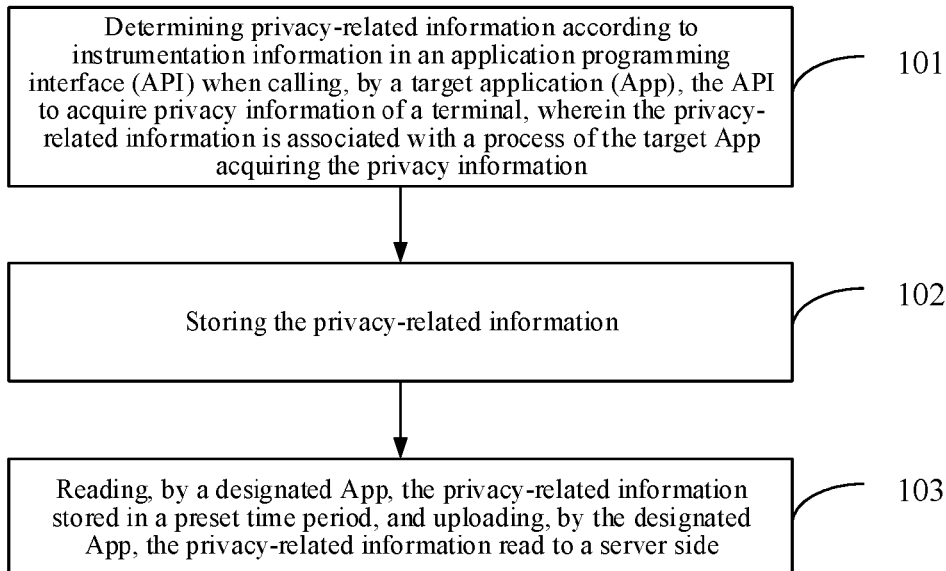 Determining privacy-related information according to
instrumentation information in an application programming
interface (API) when calling, by a target application (App), the API
to acquire privacy information of a terminal, wherein the privacy-
related information is associated with a process of the target App
acquiring the privacy information
101
Storing the privacy-related information
102
Reading, by a designated App, the privacy-related information
stored in a preset time period, and uploading, by the designated
App, the privacy-related information read to a server side
103